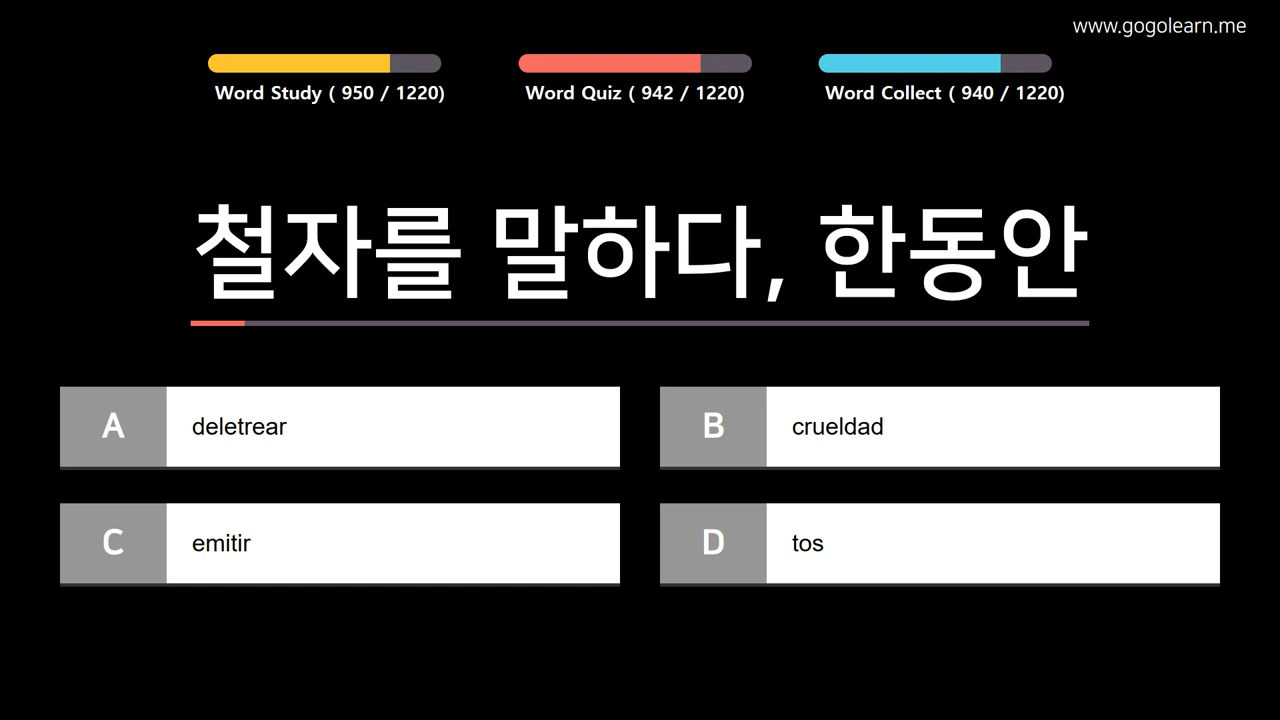 www.gogolearn.me
Word Study ( 950 / 1220)
Word Quiz ( 942 / 1220)
Word Collect ( 940 / 1220)
철자를 말하다, 한동안
A
deletrear
B
crueldad
C
emitir
D
tos